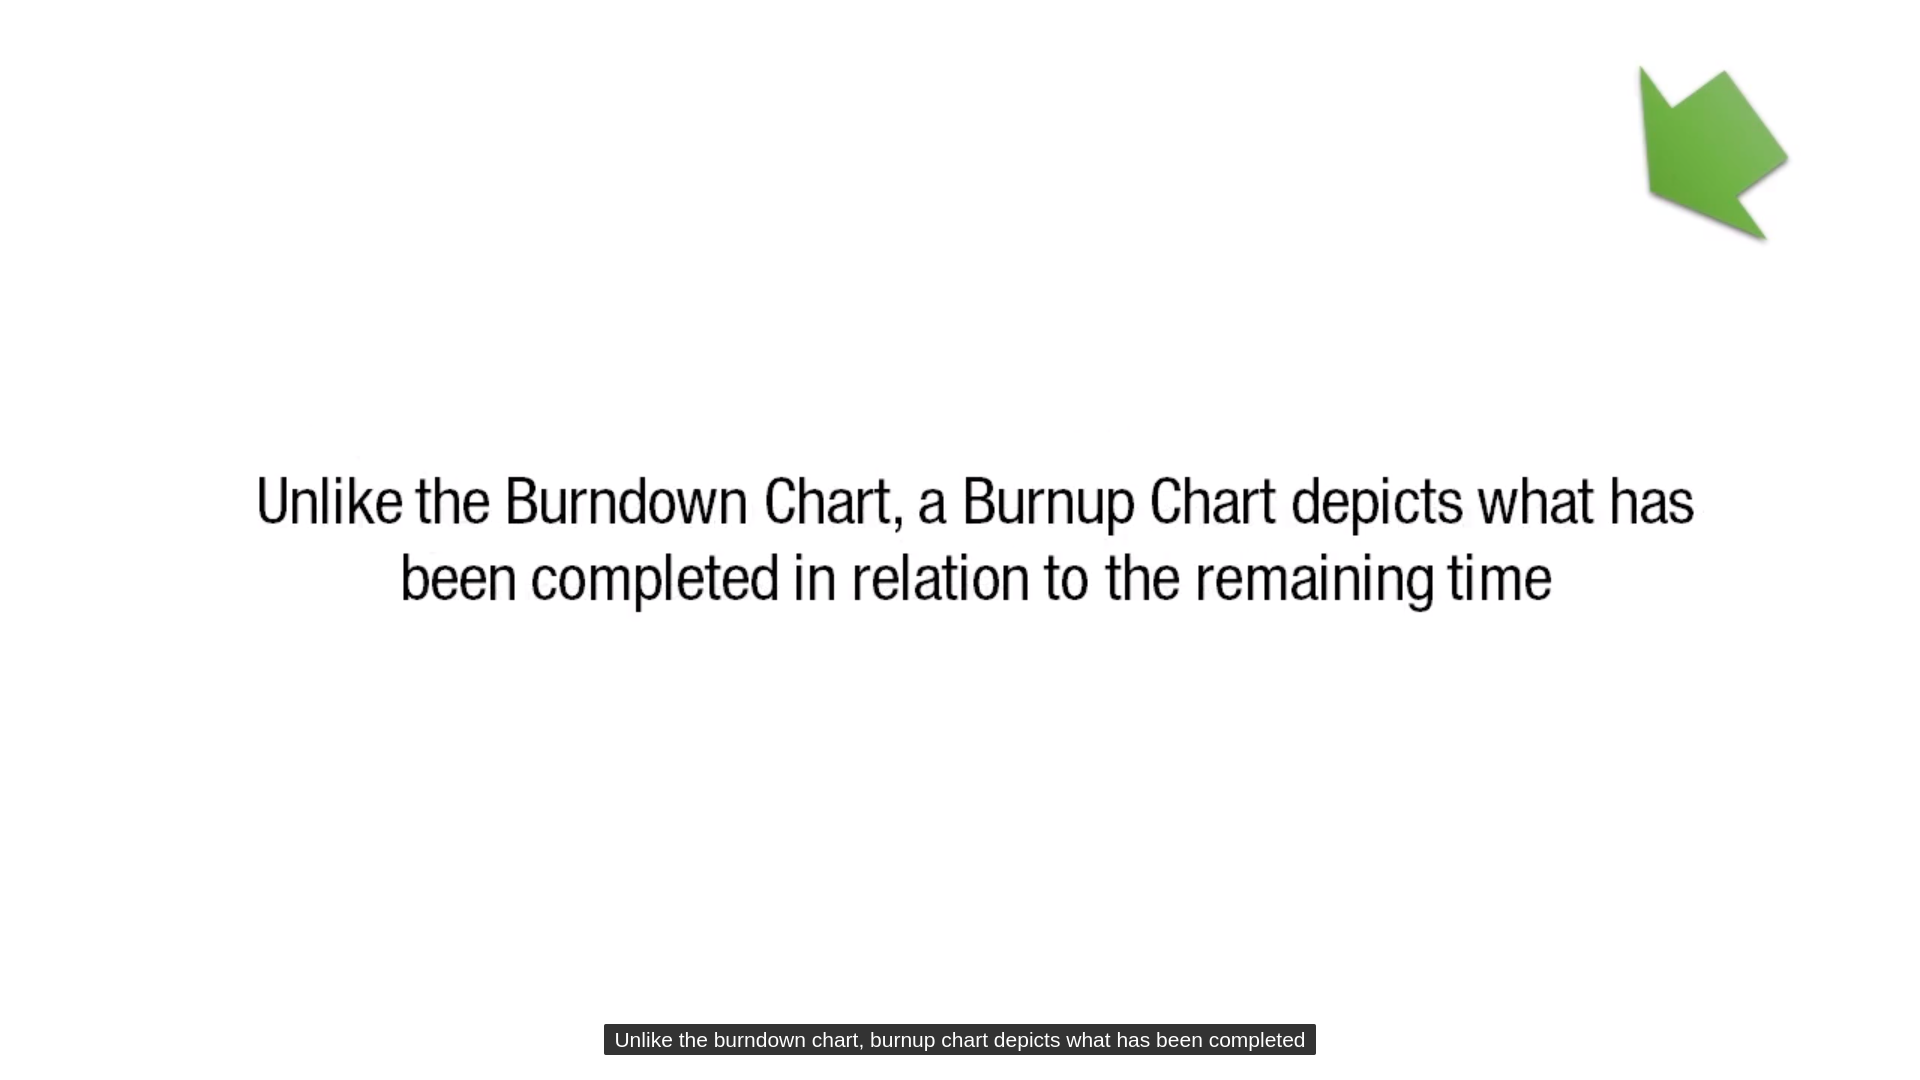 Unlike the Burndown Chart, a Burnup Chart depicts what has
been completed in relation to the remaining time
Unlike the burndown chart, burnup chart depicts what has been completed